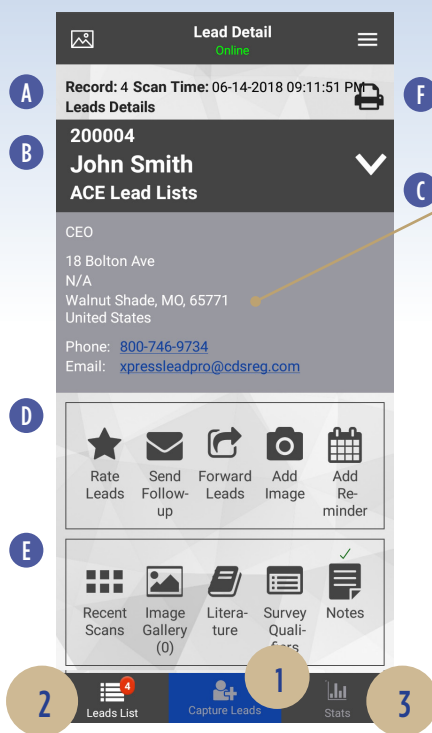 Lead Detail
Online
A
Record: 4 Scan Time: 06-14-2018 09:11:51 PM
F
Leads Details
B
200004
John Smith
ACE Lead Lists
C
CEO
18 Bolton Ave
N/A
Walnut Shade, MO, 65771
United States
Phone: 800-746-9734
Email: xpressleadpro@cdsreg.com
D
Rate
Leads
Send
Follow-
up
Forward
Leads
Add
Image
Add
Re-
minder
E
Recent
Scans
Image
Gallery
(0)
Litera-
ture
Survey
Quali-
fiers
Notes
2
4
Leads List
1
Capture Leads
Stats
3